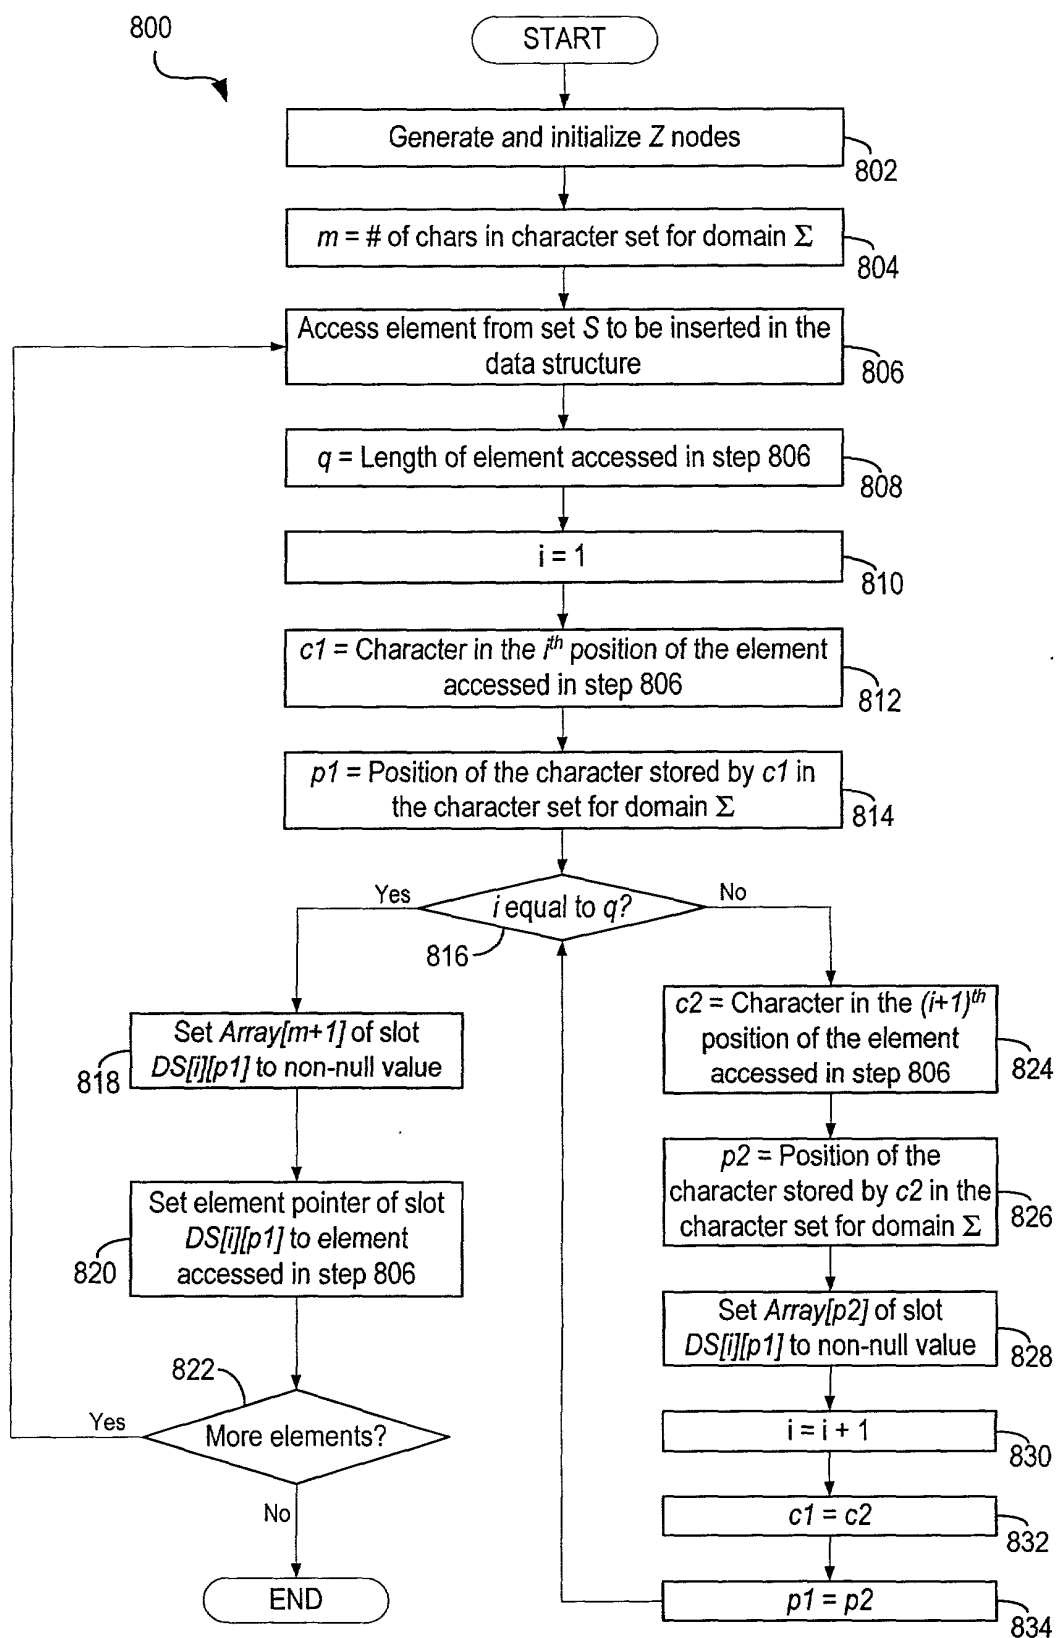 800
START
Generate and initialize Z nodes
802
m = # of chars in character set for domain Σ
804
Access element from set S to be inserted in the
data structure
806
q = Length of element accessed in step 806
808
i = 1
810
c1 = Character in the ith position of the element
accessed in step 806
812
p1 = Position of the character stored by c1 in
the character set for domain Σ
814
Yes
i equal to q?
No
816
Set Array[m+1] of slot
DS[i][p1] to non-null value
818
Set element pointer of slot
DS[i][p1] to element
accessed in step 806
820
822
Yes
More elements?
No
END
c2 = Character in the (i+1)th
position of the element
accessed in step 806
824
p2 = Position of the
character stored by c2 in the
character set for domain Σ
826
Set Array[p2] of slot
DS[i][p1] to non-null value
828
i = i + 1
830
c1 = c2
832
p1 = p2
834